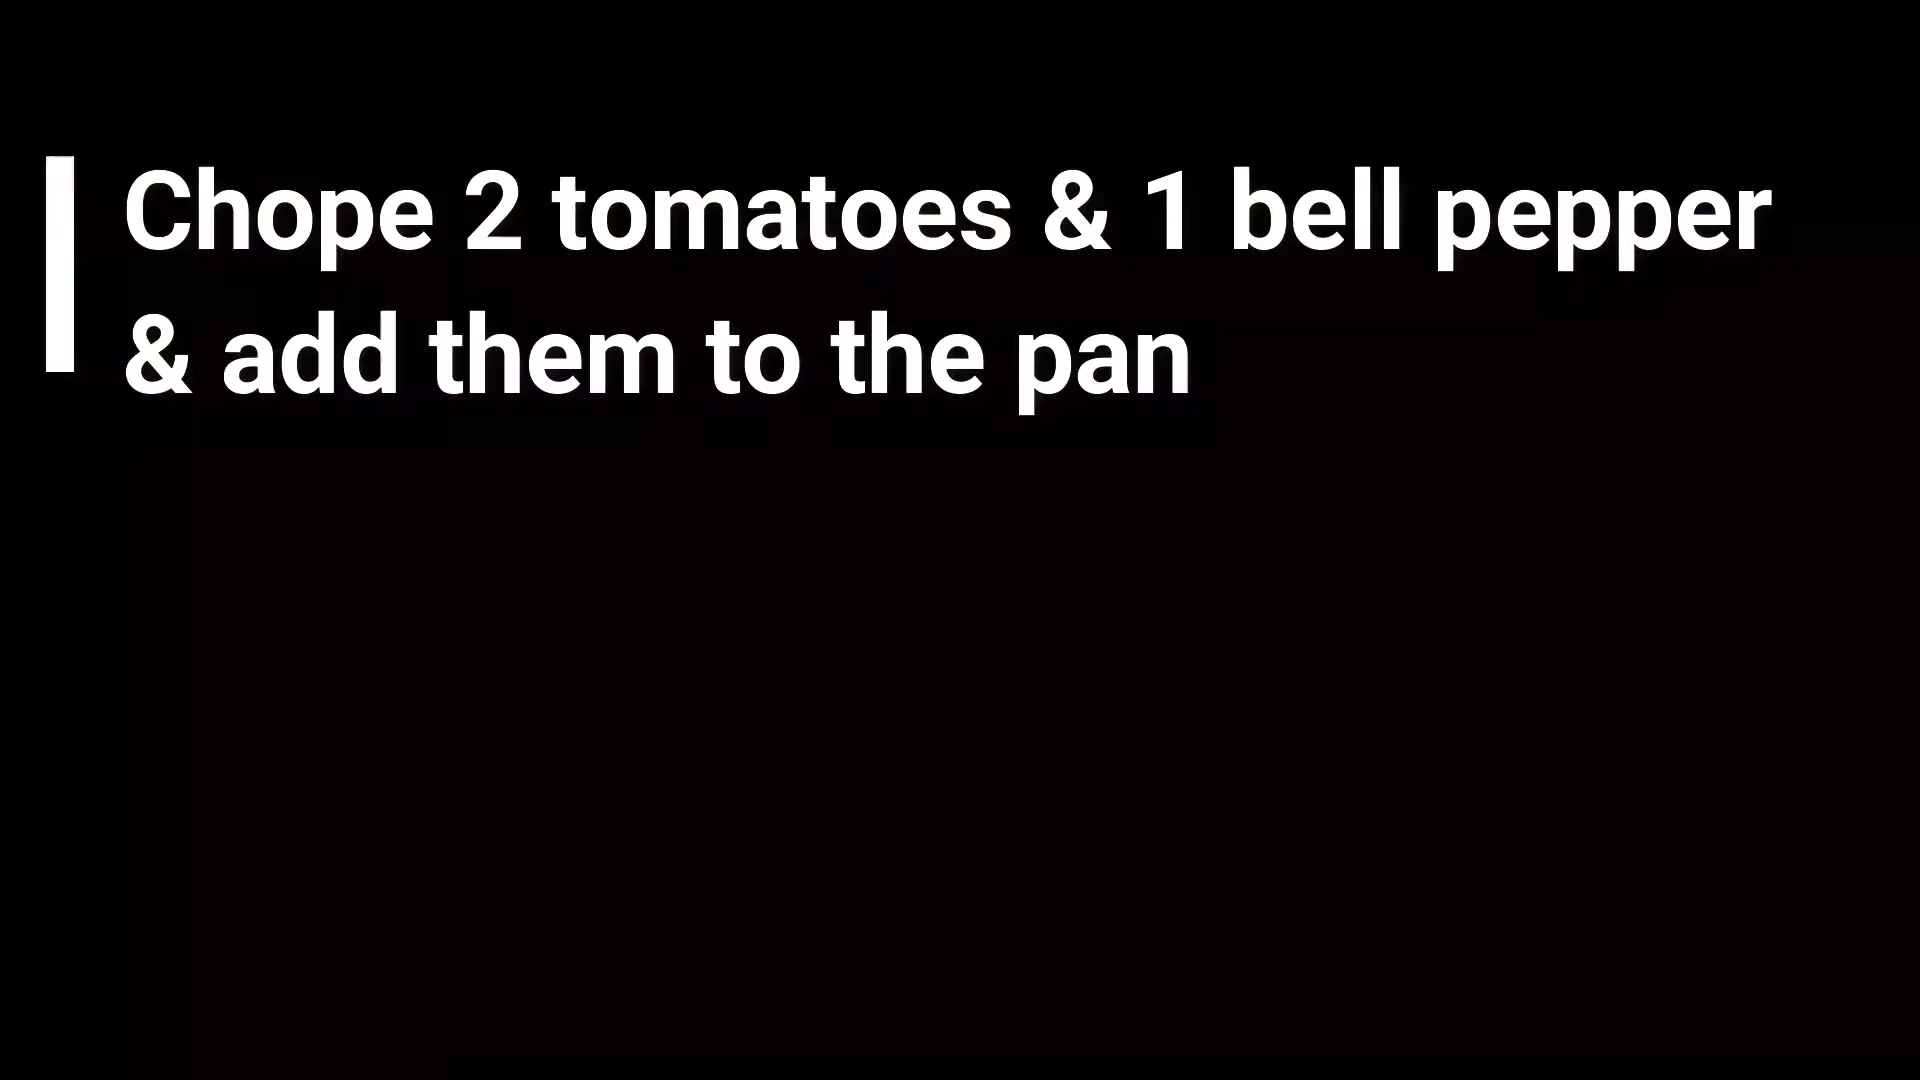 Chope 2 tomatoes & 1 bell pepper
& add them to the pan